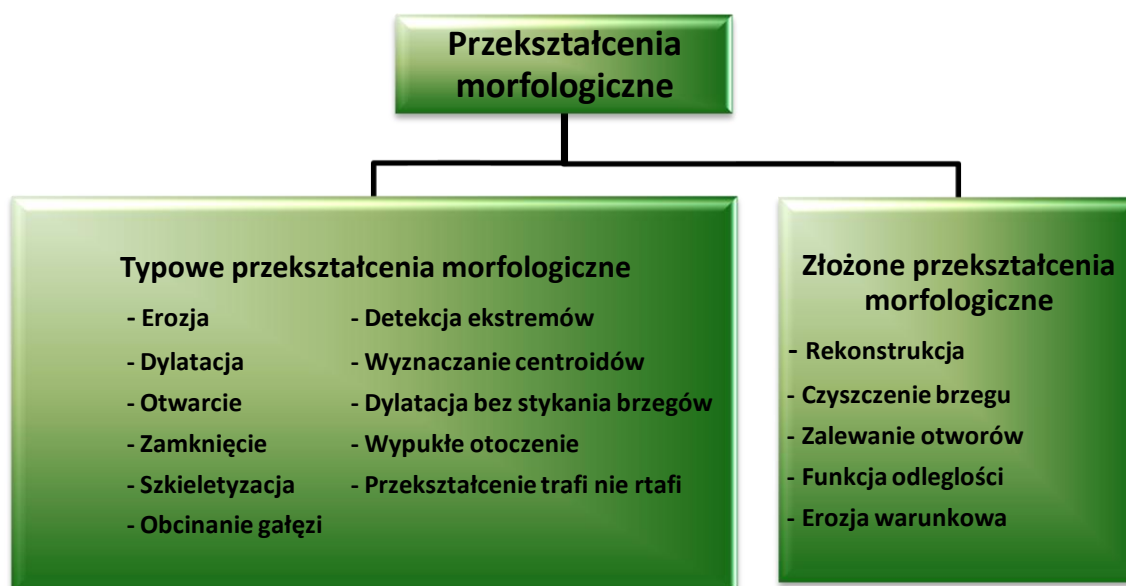 Przekształcenia
morfologiczne
Typowe przekształcenia morfologiczne
- Erozja
- Dylatacja
- Otwarcie
- Zamknięcie
- Szkieletyzacja
- Obcinanie gałęzi
- Detekcja ekstremów
- Wyznaczanie centroidów
- Dylatacja bez stykania brzegów
- Wypukłe otoczenie
- Przekształcenie trafi nie rtafi
Złożone przekształcenia
morfologiczne
- Rekonstrukcja
- Czyszczenie brzegu
- Zalewanie otworów
- Funkcja odleglości
- Erozja warunkowa